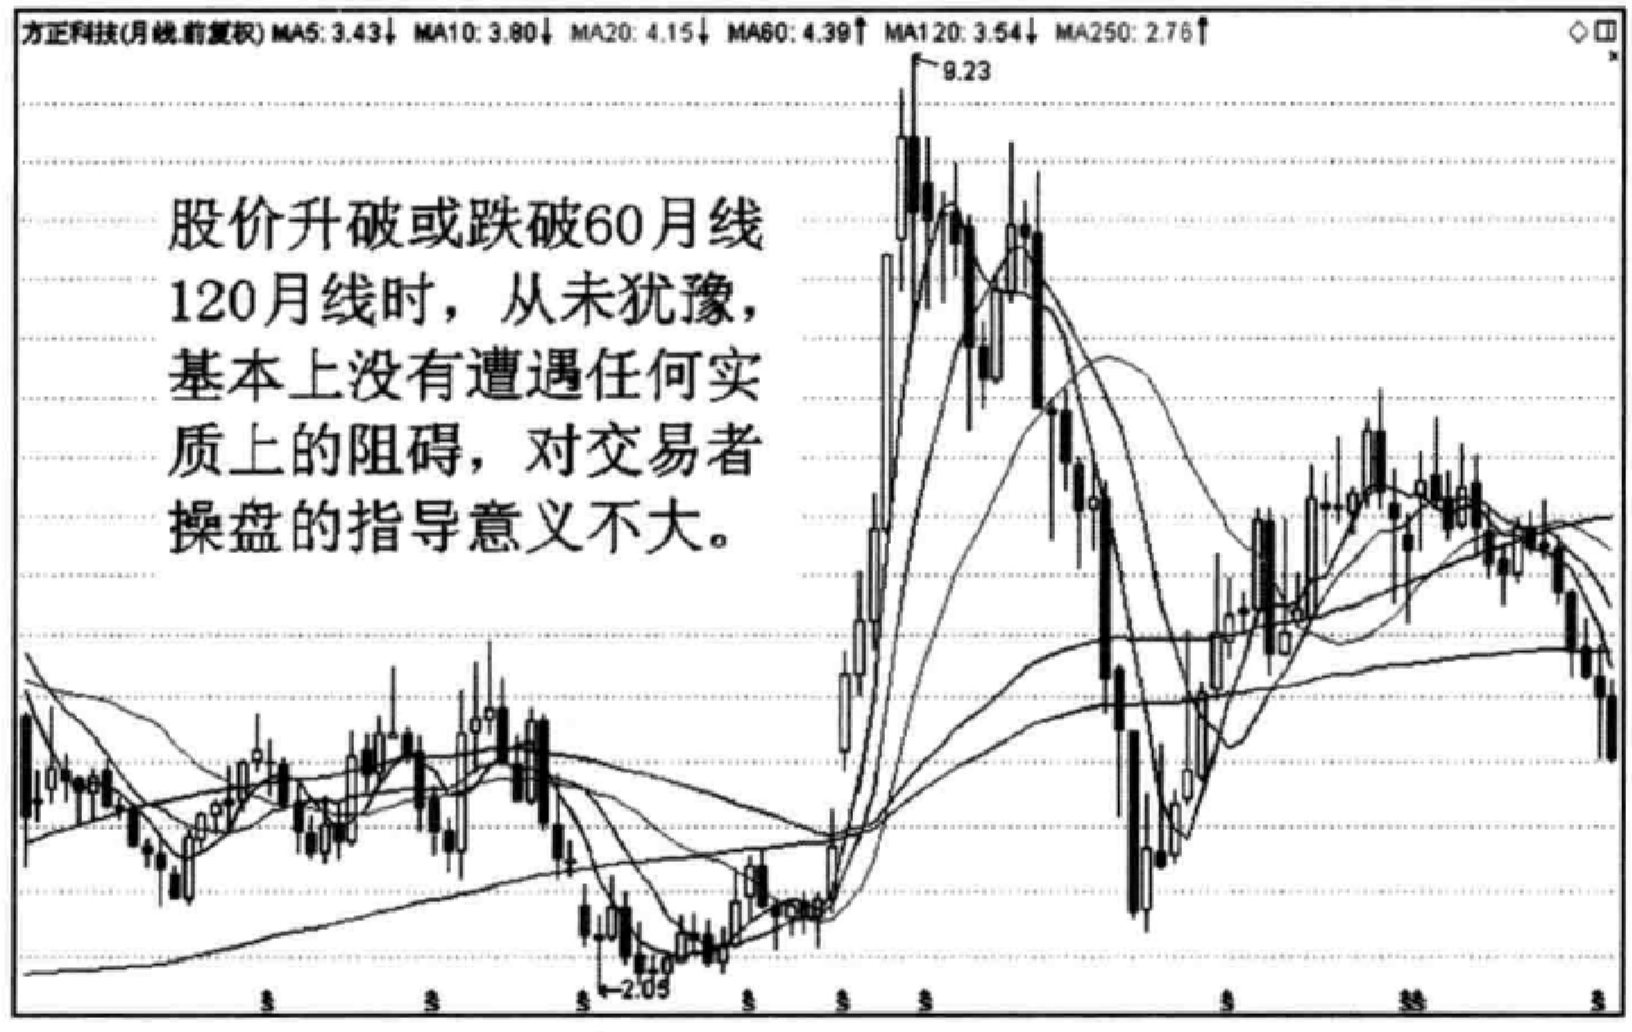 方正科技(月线.前复权) MA5: 3.43↓ MA10: 3.80↓ MA20: 4.15↓ MA60: 4.39↑ MA120: 3.54↓ MA250: 2.76↑
9.23
股价升破或跌破60月线
120月线时，从未犹豫，
基本上没有遭遇任何实
质上的阻碍，对交易者
操盘的指导意义不大。
2.05